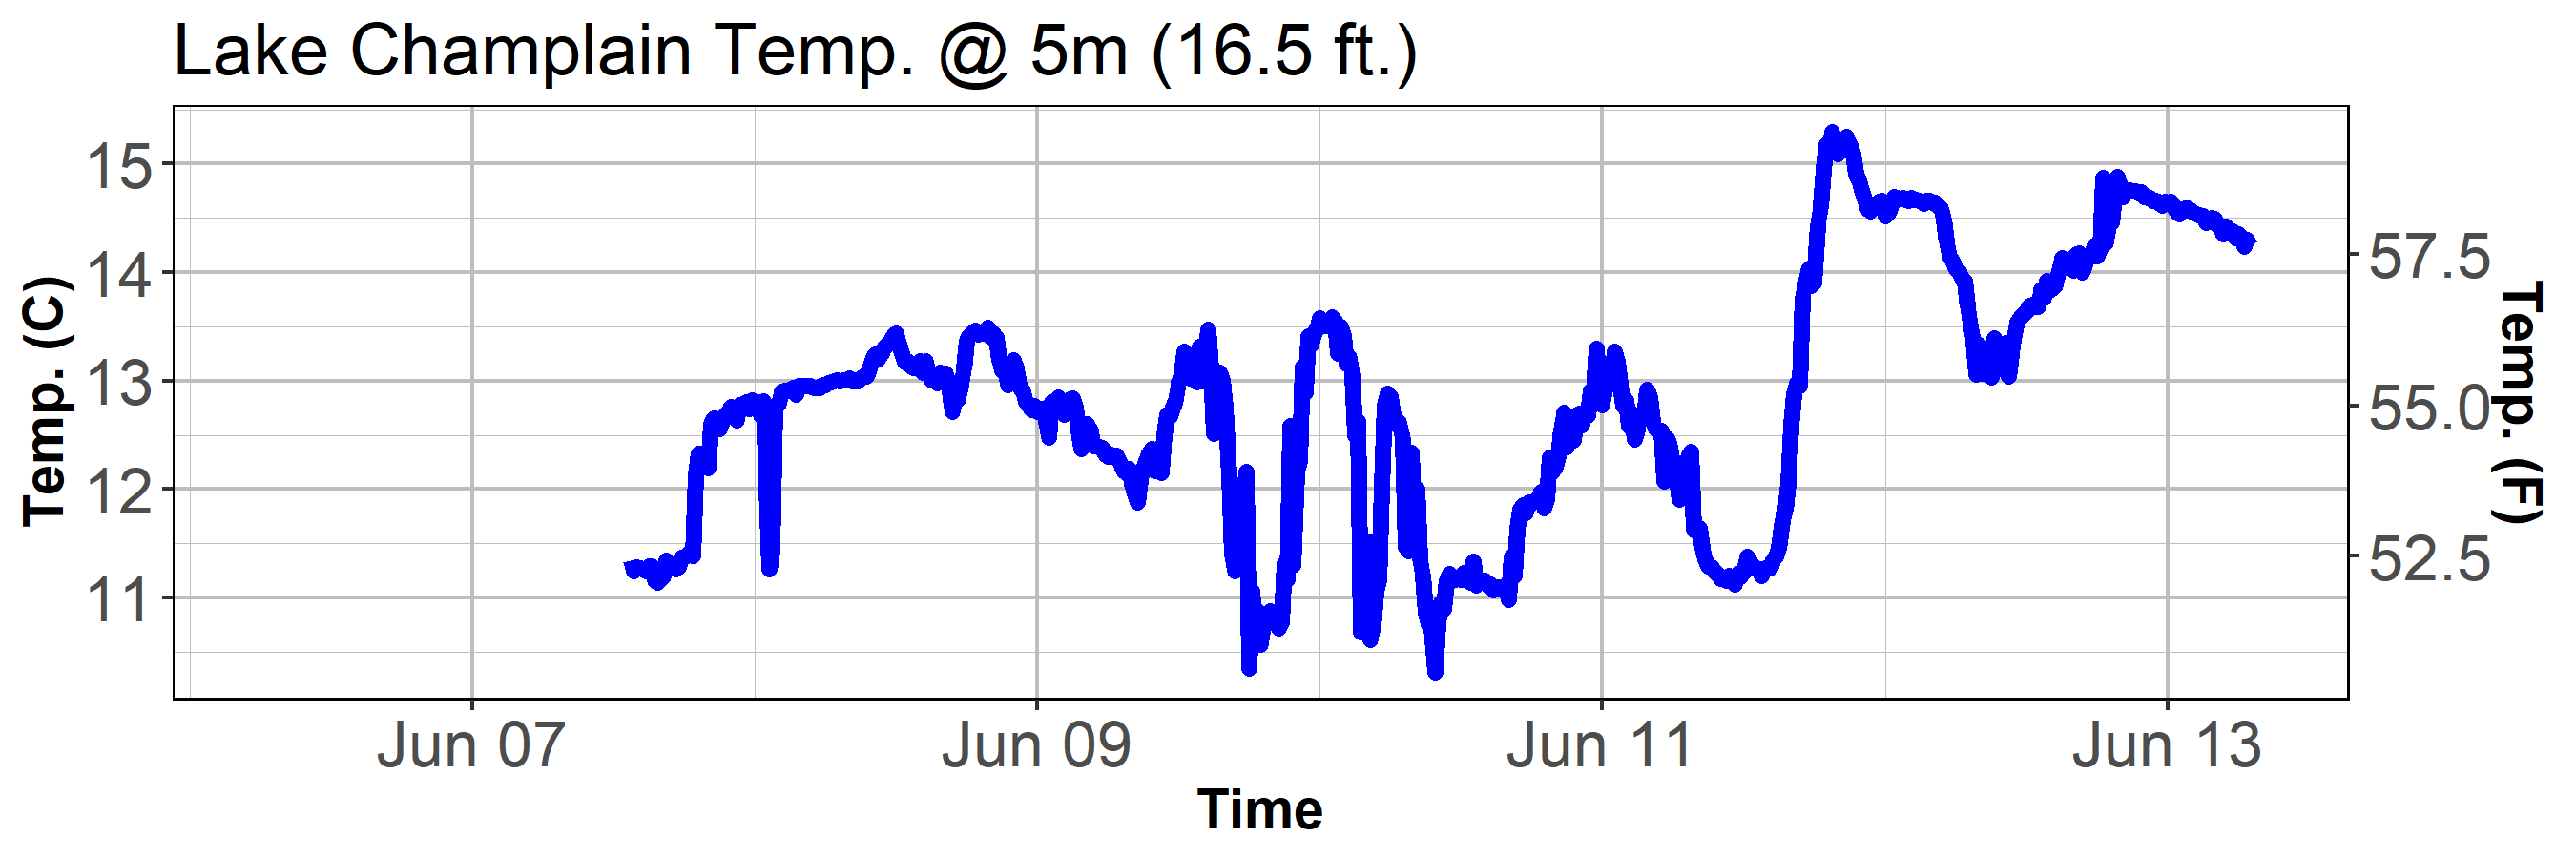 Lake Champlain Temp. @ 5m (16.5 ft.)
Temp. (C)
15
14
13
12
11
57.5
55.0
52.5
Temp. (F)
Jun 07 Jun 09 Jun 11 Jun 13
Time